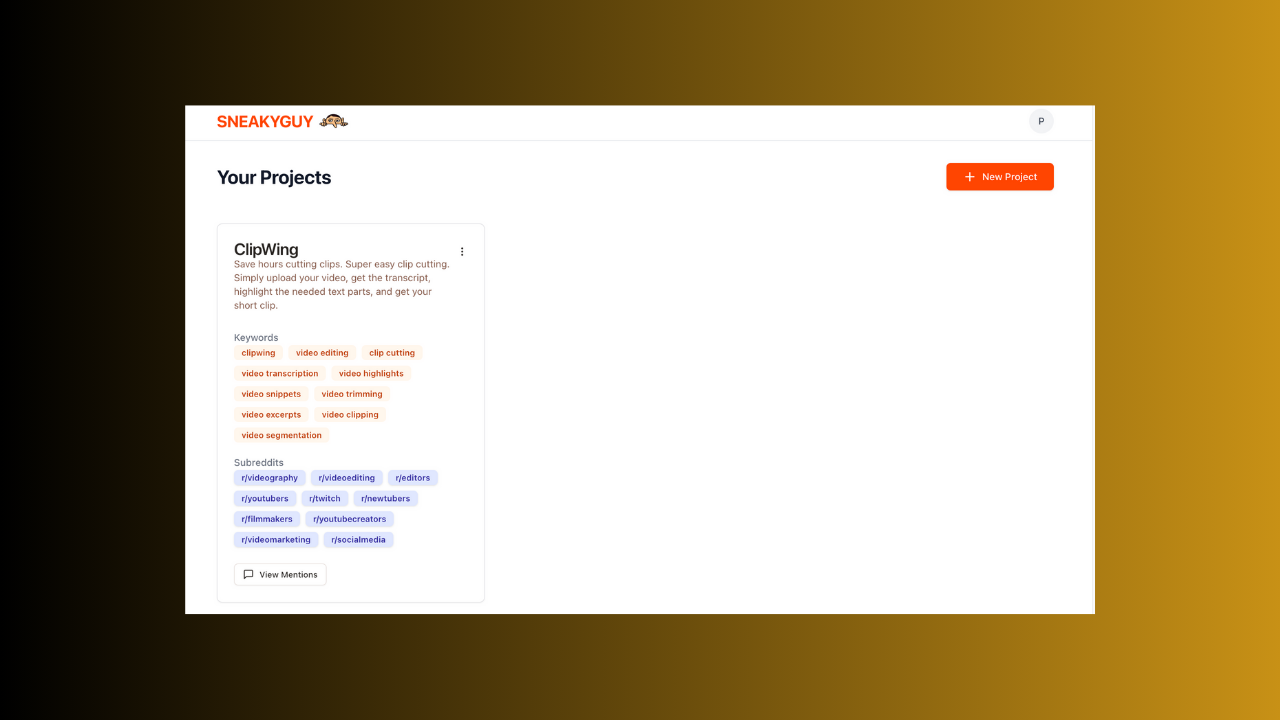 SNEAKYGUY
P
Your Projects
New Project
ClipWing
Save hours cutting clips. Super easy clip cutting.
Simply upload your video, get the transcript,
highlight the needed text parts, and get your
short clip.
Keywords
clipwing video editing clip cutting
video transcription video highlights
video snippets video trimming
video excerpts video clipping
video segmentation
Subreddits
r/videography r/videoediting r/editors
r/youtubers r/twitch r/newtubers
r/filmmakers r/youtubecreators
r/videomarketing r/socialmedia
View Mentions